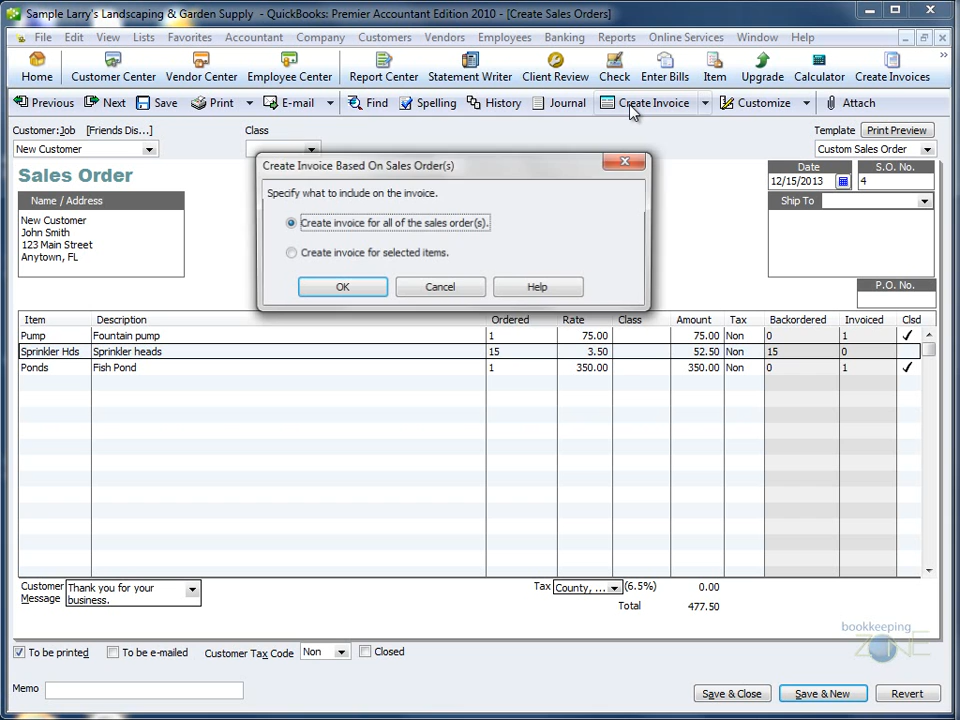 Sample Larry's Landscaping & Garden Supply - QuickBooks: Premier Accountant Edition 2010 - [Create Sales Orders]
File Edit View Lists Favorites Accountant Company Customers Vendors Employees Banking Reports Online Services Window Help
Home Customer Center Vendor Center Employee Center Report Center Statement Writer Client Review Check Enter Bills Item Upgrade Calculator Create Invoices
Previous Next Save Print E-mail Find Spelling History Journal Create Invoice Customize Attach
Customer:Job [Friends Dis...] Class Template Print Preview
New Customer Custom Sales Order
Sales Order
Date S.O. No.
12/15/2013 4
Name / Address
Ship To
New Customer
John Smith
123 Main Street
Anytown, FL
P.O. No.
Create Invoice Based On Sales Order(s)
Specify what to include on the invoice.
Create invoice for all of the sales order(s).
Create invoice for selected items.
OK Cancel Help
Item Description Ordered Rate Class Amount Tax Backordered Invoiced Clsd
Pump Fountain pump 1 75.00 75.00 Non 0 1
Sprinkler Hds Sprinkler heads 15 3.50 52.50 Non 15 0
Ponds Fish Pond 1 350.00 350.00 Non 0 1
Customer Message Thank you for your business.
Tax County, ... (6.5%) 0.00
Total 477.50
bookkeeping
ZONE
To be printed To be e-mailed Customer Tax Code Non Closed
Memo
Save & Close Save & New Revert